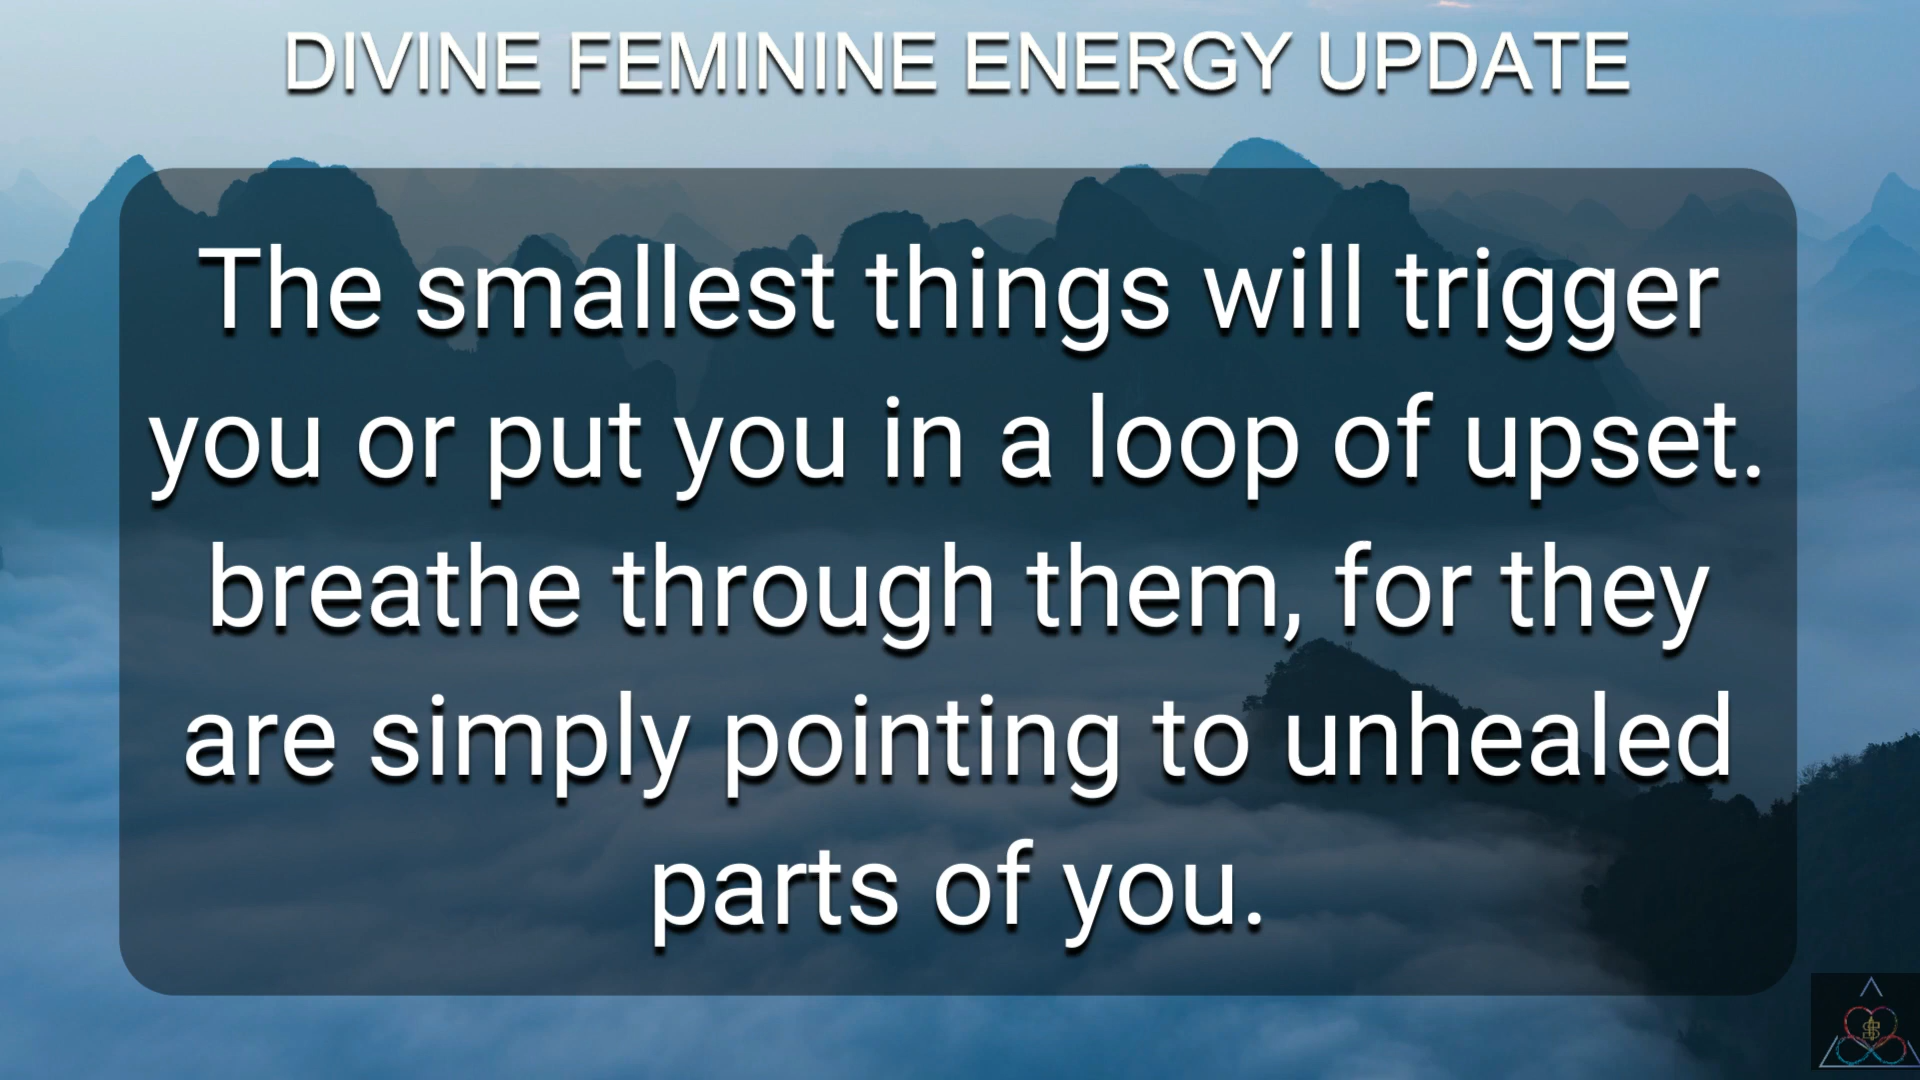 DIVINE FEMININE ENERGY UPDATE
The smallest things will trigger
you or put you in a loop of upset.
breathe through them, for they
are simply pointing to unhealed
parts of you.